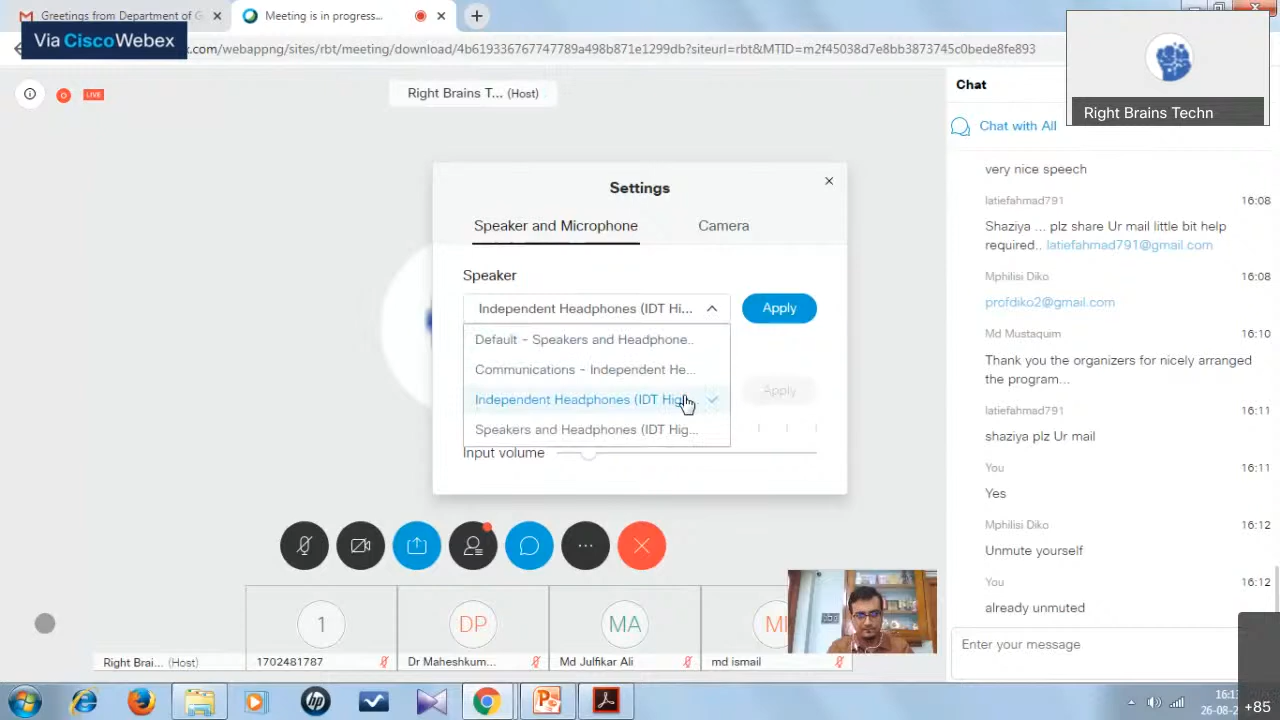 Greetings from Department of G
Meeting is in progress...
Via CiscoWebex
.com/webappng/sites/rbt/meeting/download/4b619336767747789a498b871e1299db?siteurl=rbt&MTID=m2f45038d7e8bb3873745c0bede8fe893
Right Brains Techn
LIVE
Right Brains T... (Host)
Settings
Speaker and Microphone
Camera
Speaker
Independent Headphones (IDT Hi...
Apply
Default - Speakers and Headphone..
Communications - Independent He...
Independent Headphones (IDT Hig
Apply
Speakers and Headphones (IDT Hig...
Input volume
1
DP
MA
Right Brai... (Host)
1702481787
Dr Maheshkum...
Md Julfikar Ali
md ismail
Chat
Chat with All
very nice speech
latiefahmad791 16:08
Shaziya ... plz share Ur mail little bit help
required.. latiefahmad791@gmail.com
Mphilisi Diko 16:08
profdiko2@gmail.com
Md Mustaquim 16:10
Thank you the organizers for nicely arranged
the program...
latiefahmad791 16:11
shaziya plz Ur mail
You 16:11
Yes
Mphilisi Diko 16:12
Unmute yourself
You 16:12
already unmuted
Enter your message
hp
26-08-2
+85